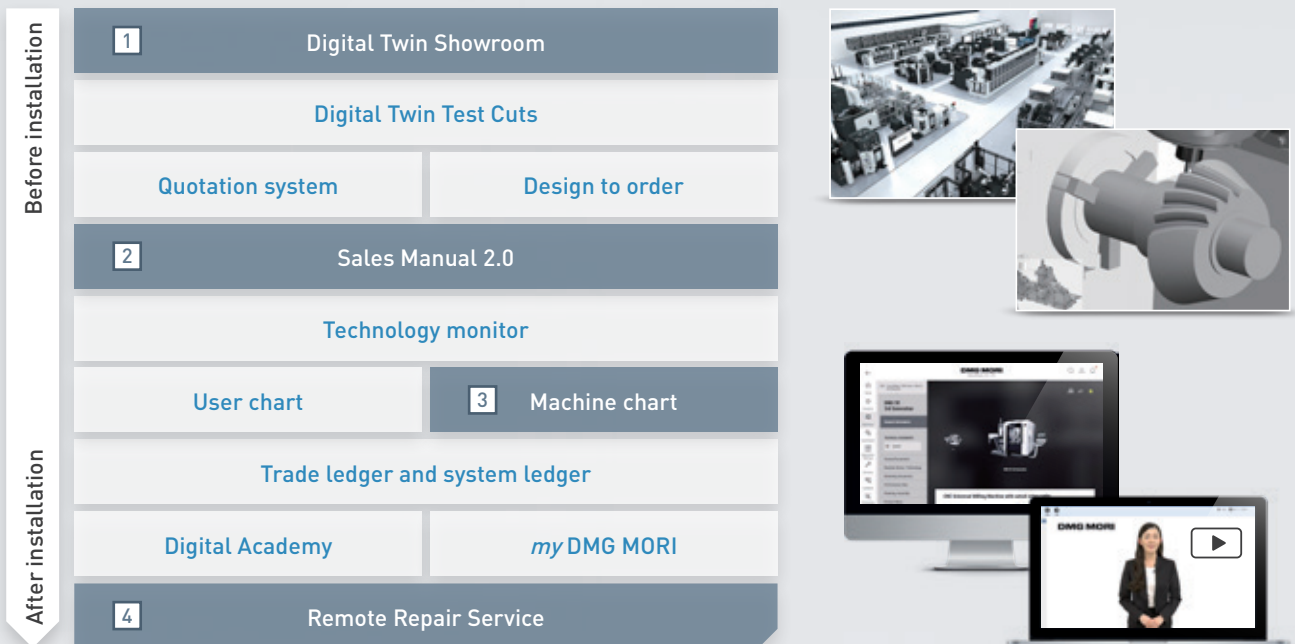 Before installation
After installation
1 Digital Twin Showroom
Digital Twin Test Cuts
Quotation system
Design to order
2 Sales Manual 2.0
Technology monitor
User chart
3 Machine chart
Trade ledger and system ledger
Digital Academy
my DMG MORI
4 Remote Repair Service
DMG MORI
DMG MORI